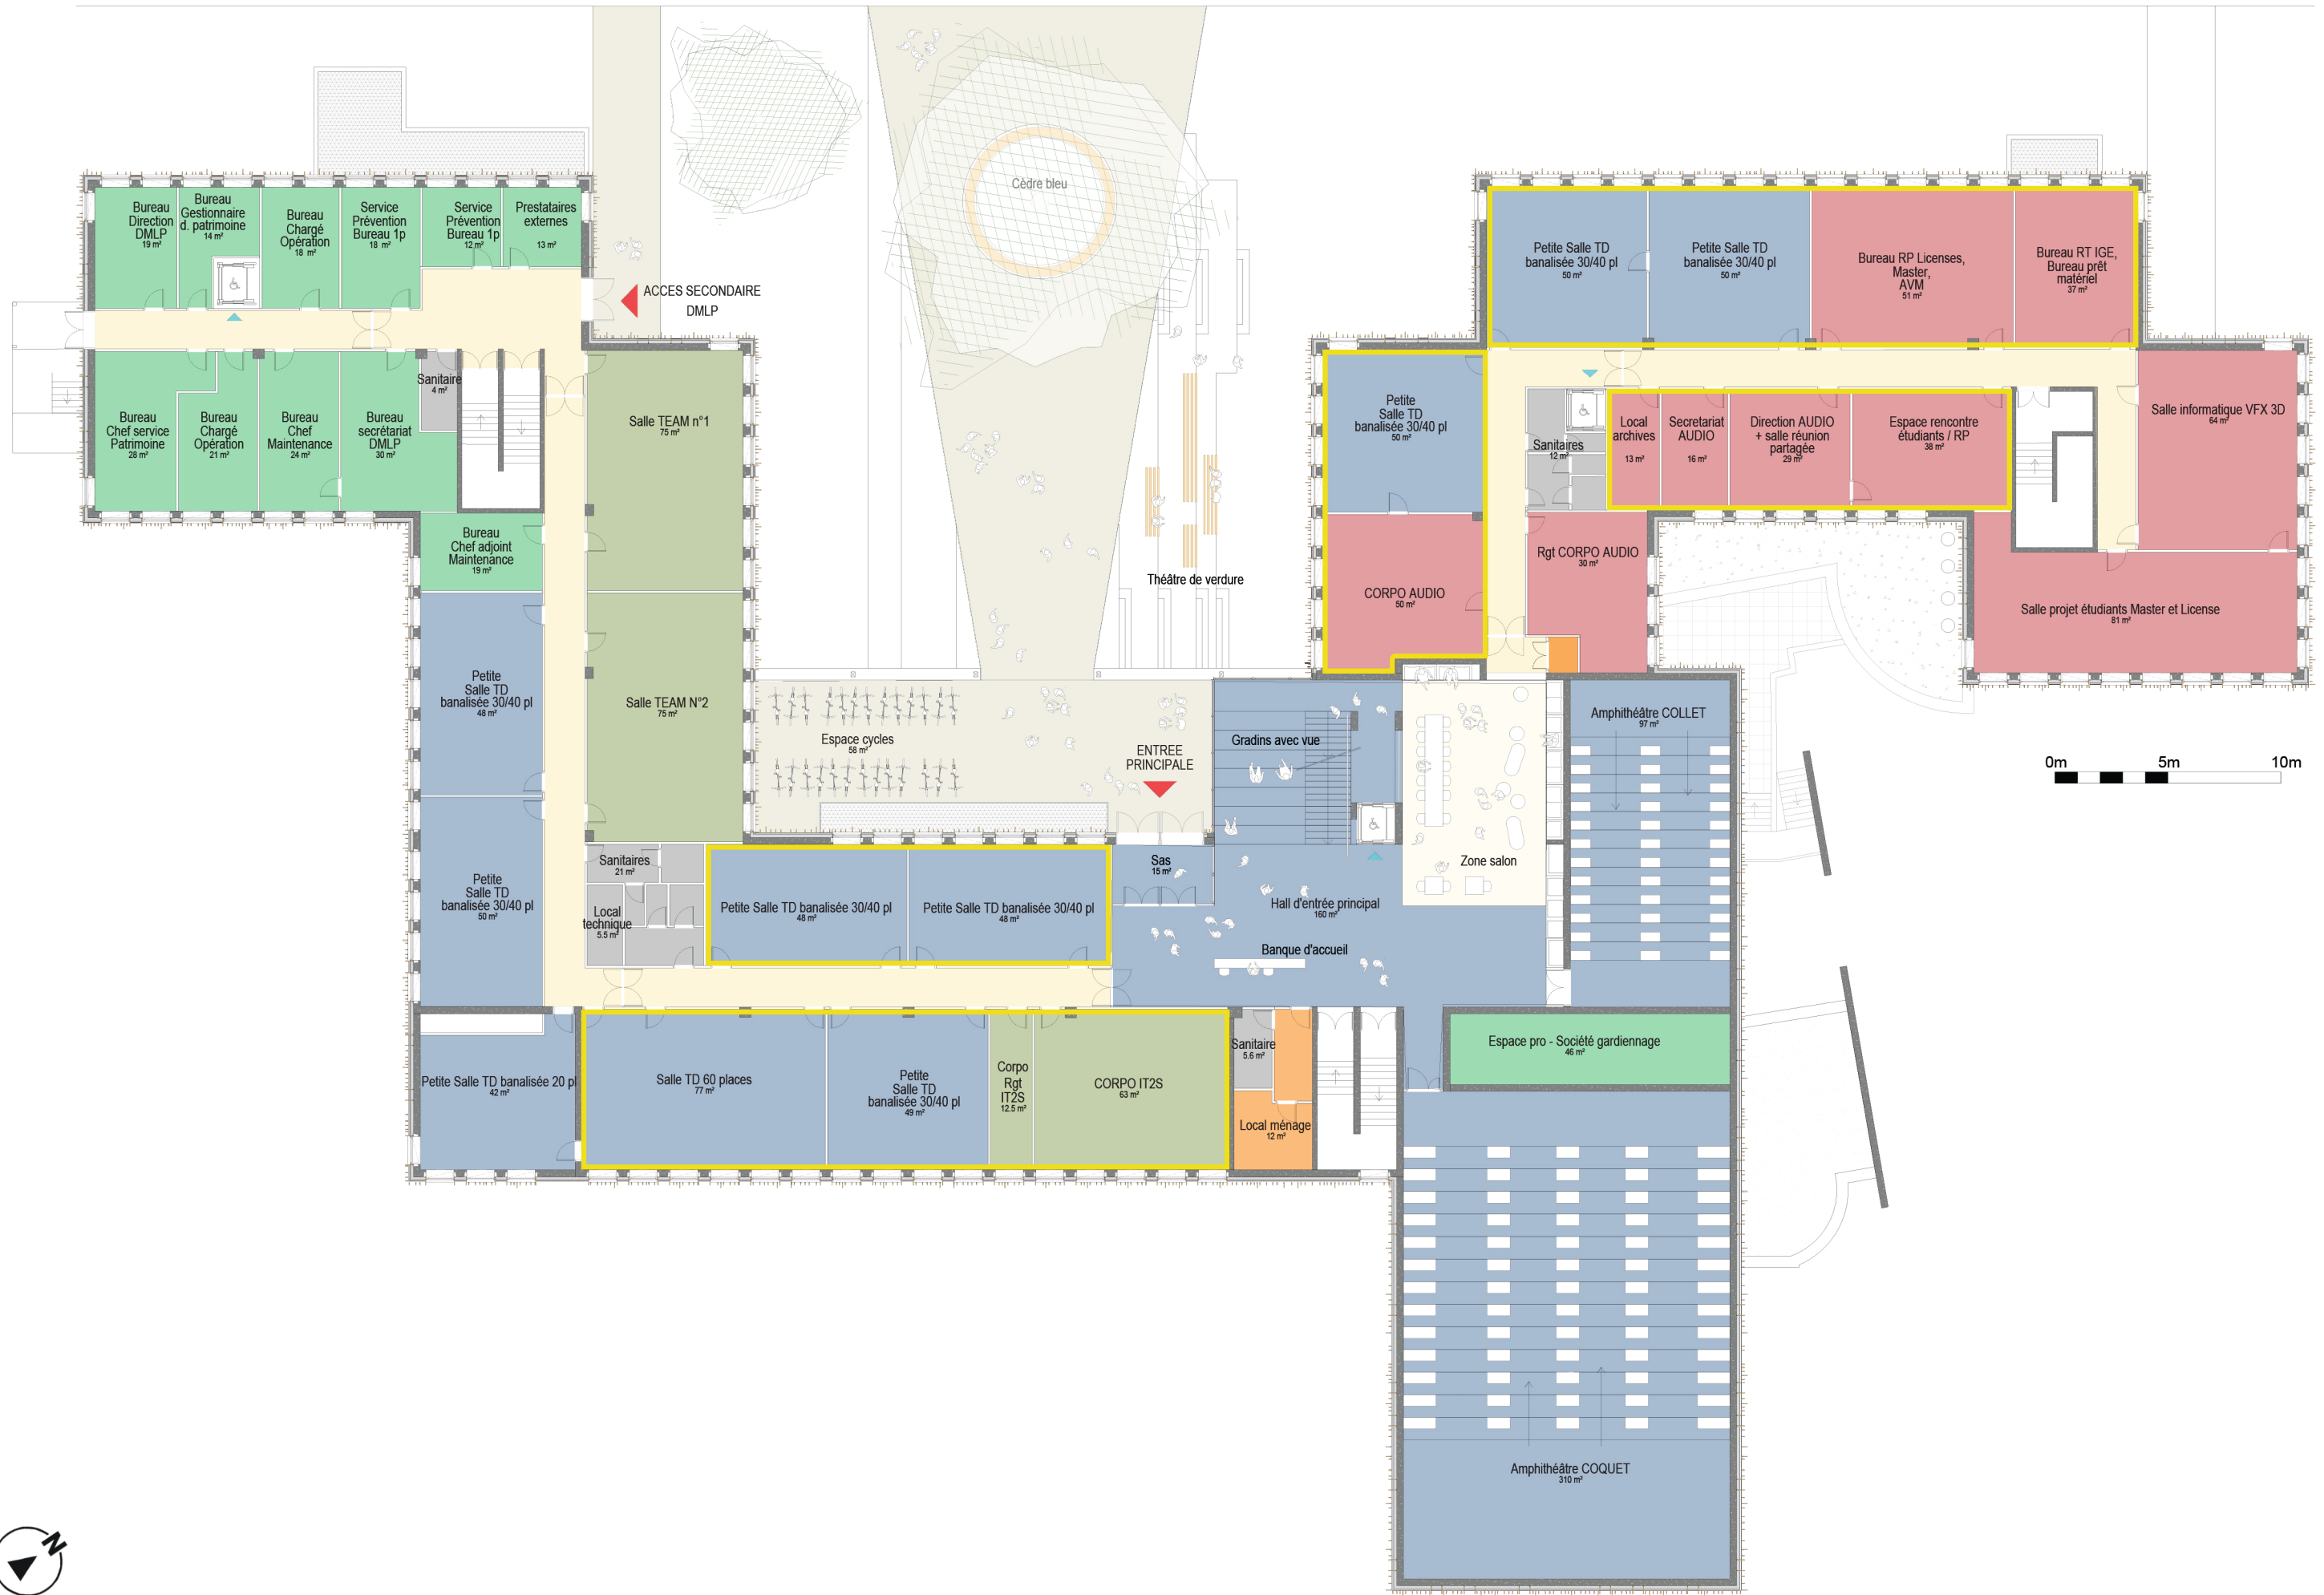 Cèdre bleu
Bureau
Direction
DMLP
19 m²
Bureau
Gestionnaire
d. patrimoine
14 m²
Bureau
Chargé
Opération
18 m²
Service
Prévention
Bureau 1p
18 m²
Service
Prévention
Bureau 1p
12 m²
Prestataires
externes
13 m²
ACCES SECONDAIRE
DMLP
Bureau
Chef service
Patrimoine
28 m²
Bureau
Chargé
Opération
21 m²
Bureau
Chef
Maintenance
24 m²
Bureau
secrétariat
DMLP
30 m²
Sanitaire
4 m²
Salle TEAM n°1
75 m²
Bureau
Chef adjoint
Maintenance
19 m²
Petite
Salle TD
banalisée 30/40 pl
48 m²
Salle TEAM N°2
75 m²
Petite
Salle TD
banalisée 30/40 pl
50 m²
Théâtre de verdure
Petite Salle TD
banalisée 30/40 pl
50 m²
Petite Salle TD
banalisée 30/40 pl
50 m²
Bureau RP Licenses,
Master,
AVM
51 m²
Bureau RT IGE,
Bureau prêt
matériel
37 m²
Petite
Salle TD
banalisée 30/40 pl
50 m²
Sanitaires
12 m²
Local
archives
13 m²
Secretariat
AUDIO
16 m²
Direction AUDIO
+ salle réunion
partagée
29 m²
Espace rencontre
étudiants / RP
38 m²
Salle informatique VFX 3D
64 m²
CORPO AUDIO
50 m²
Rgt CORPO AUDIO
30 m²
Salle projet étudiants Master et License
81 m²
Espace cycles
58 m²
ENTREE
PRINCIPALE
Gradins avec vue
Amphithéâtre COLLET
97 m²
0m 5m 10m
Sanitaires
21 m²
Local
technique
5.5 m²
Petite Salle TD banalisée 30/40 pl
48 m²
Petite Salle TD banalisée 30/40 pl
48 m²
Sas
15 m²
Zone salon
Hall d'entrée principal
160 m²
Banque d'accueil
Petite Salle TD banalisée 20 pl
42 m²
Salle TD 60 places
77 m²
Petite
Salle TD
banalisée 30/40 pl
49 m²
Corpo
Rgt
IT2S
12.5 m²
CORPO IT2S
63 m²
Sanitaire
5.6 m²
Local ménage
12 m²
Espace pro - Société gardiennage
46 m²
Amphithéâtre COQUET
310 m²
N